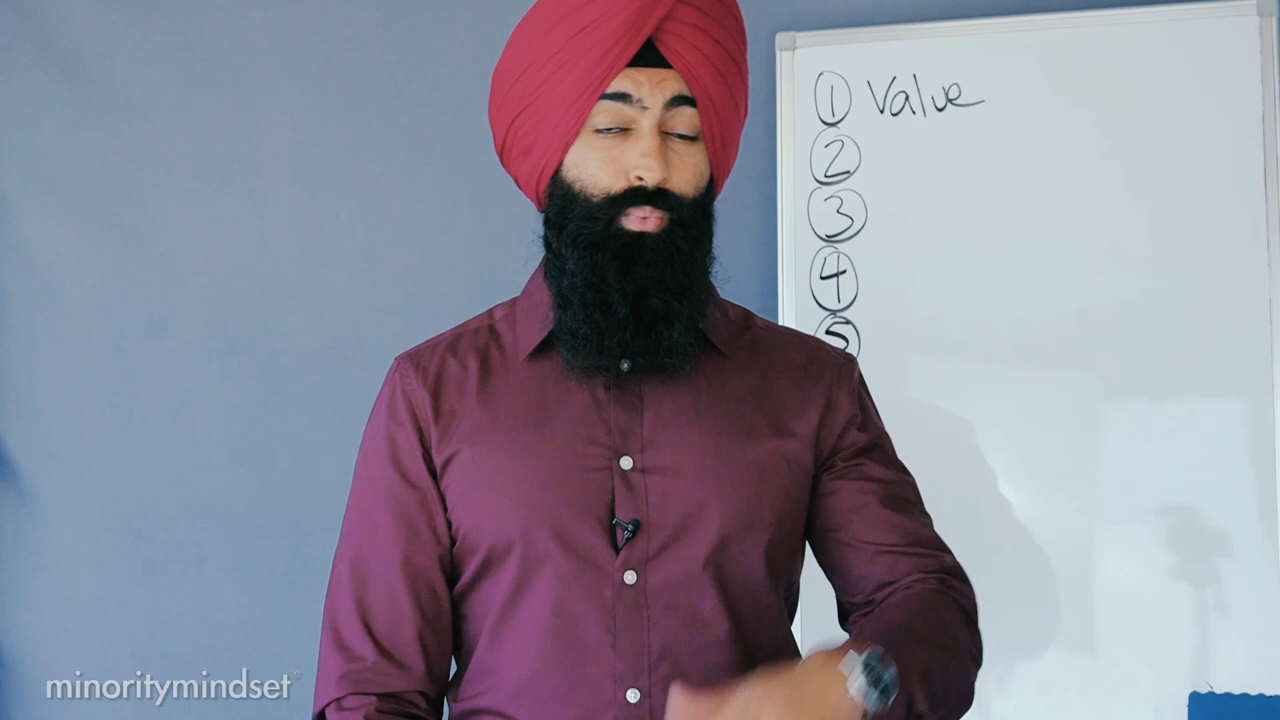 ① Value
②
③
④
⑤
minoritymindset®